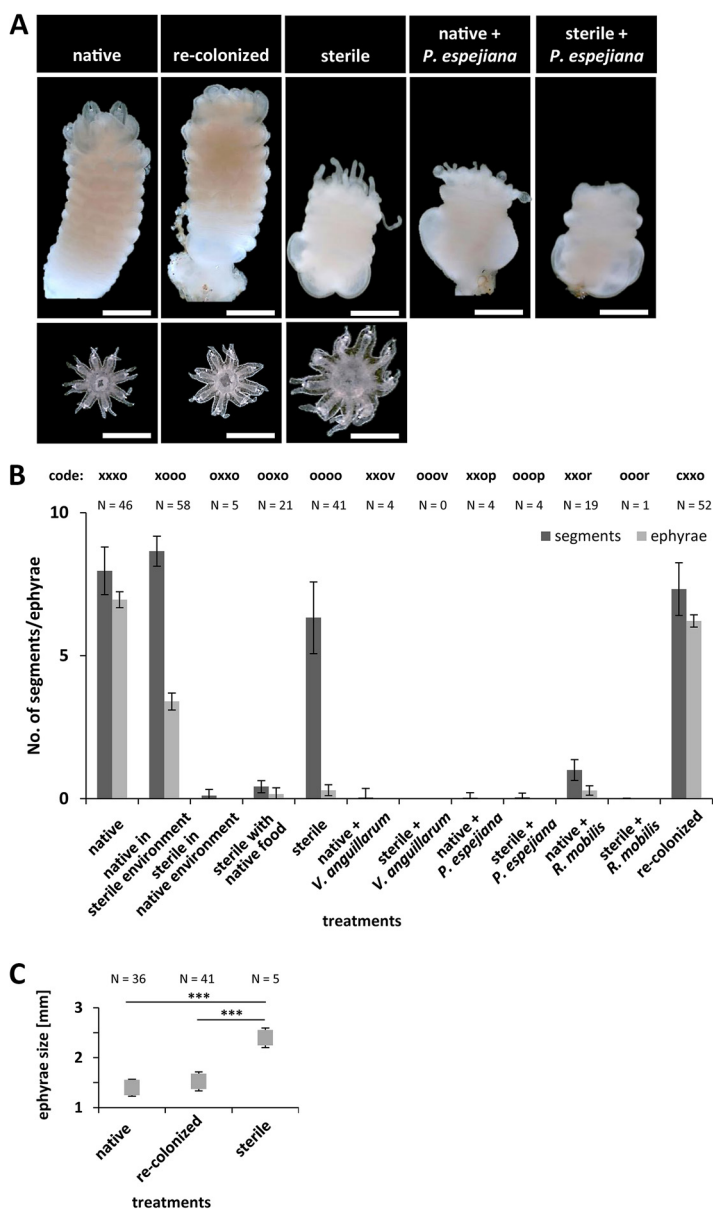 A
native
re-colonized
sterile
native +
P. espejiana
sterile +
P. espejiana
B
code: xxxo xooo oxxo ooxo oooo xxov ooov xxop ooop xxor ooor cxxo
N = 46 N = 58 N = 5 N = 21 N = 41 N = 4 N = 0 N = 4 N = 4 N = 19 N = 1 N = 52
10
5
0
No. of segments/ephyrae
segments ephyrae
native
native in
sterile environment
sterile in
native environment
sterile with
native food
sterile
native +
V. anguillarum
sterile +
V. anguillarum
native +
P. espejiana
sterile +
P. espejiana
native +
R. mobilis
sterile +
R. mobilis
re-colonized
treatments
C
N = 36 N = 41 N = 5
***
***
3
2
1
ephyrae size [mm]
native
re-colonized
sterile
treatments